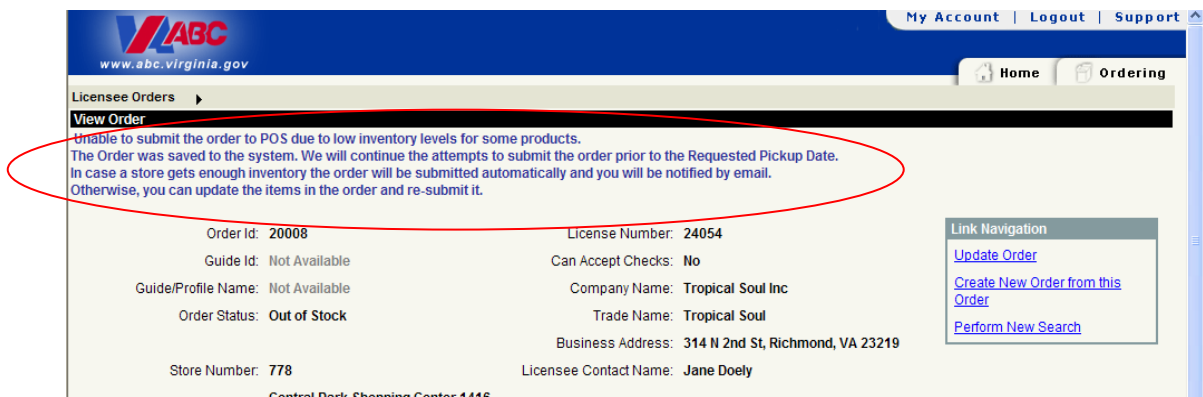 My Account | Logout | Support
VA ABC
www.abc.virginia.gov
Home Ordering
Licensee Orders
View Order
Unable to submit the order to POS due to low inventory levels for some products.
The Order was saved to the system. We will continue the attempts to submit the order prior to the Requested Pickup Date.
In case a store gets enough inventory the order will be submitted automatically and you will be notified by email.
Otherwise, you can update the items in the order and re-submit it.
Order Id: 20008 License Number: 24054 Link Navigation
Guide Id: Not Available Can Accept Checks: No Update Order
Guide/Profile Name: Not Available Company Name: Tropical Soul Inc Create New Order from this
Order
Order Status: Out of Stock Trade Name: Tropical Soul
Perform New Search
Business Address: 314 N 2nd St, Richmond, VA 23219
Store Number: 778 Licensee Contact Name: Jane Doely
Central Park Shopping Center 1416